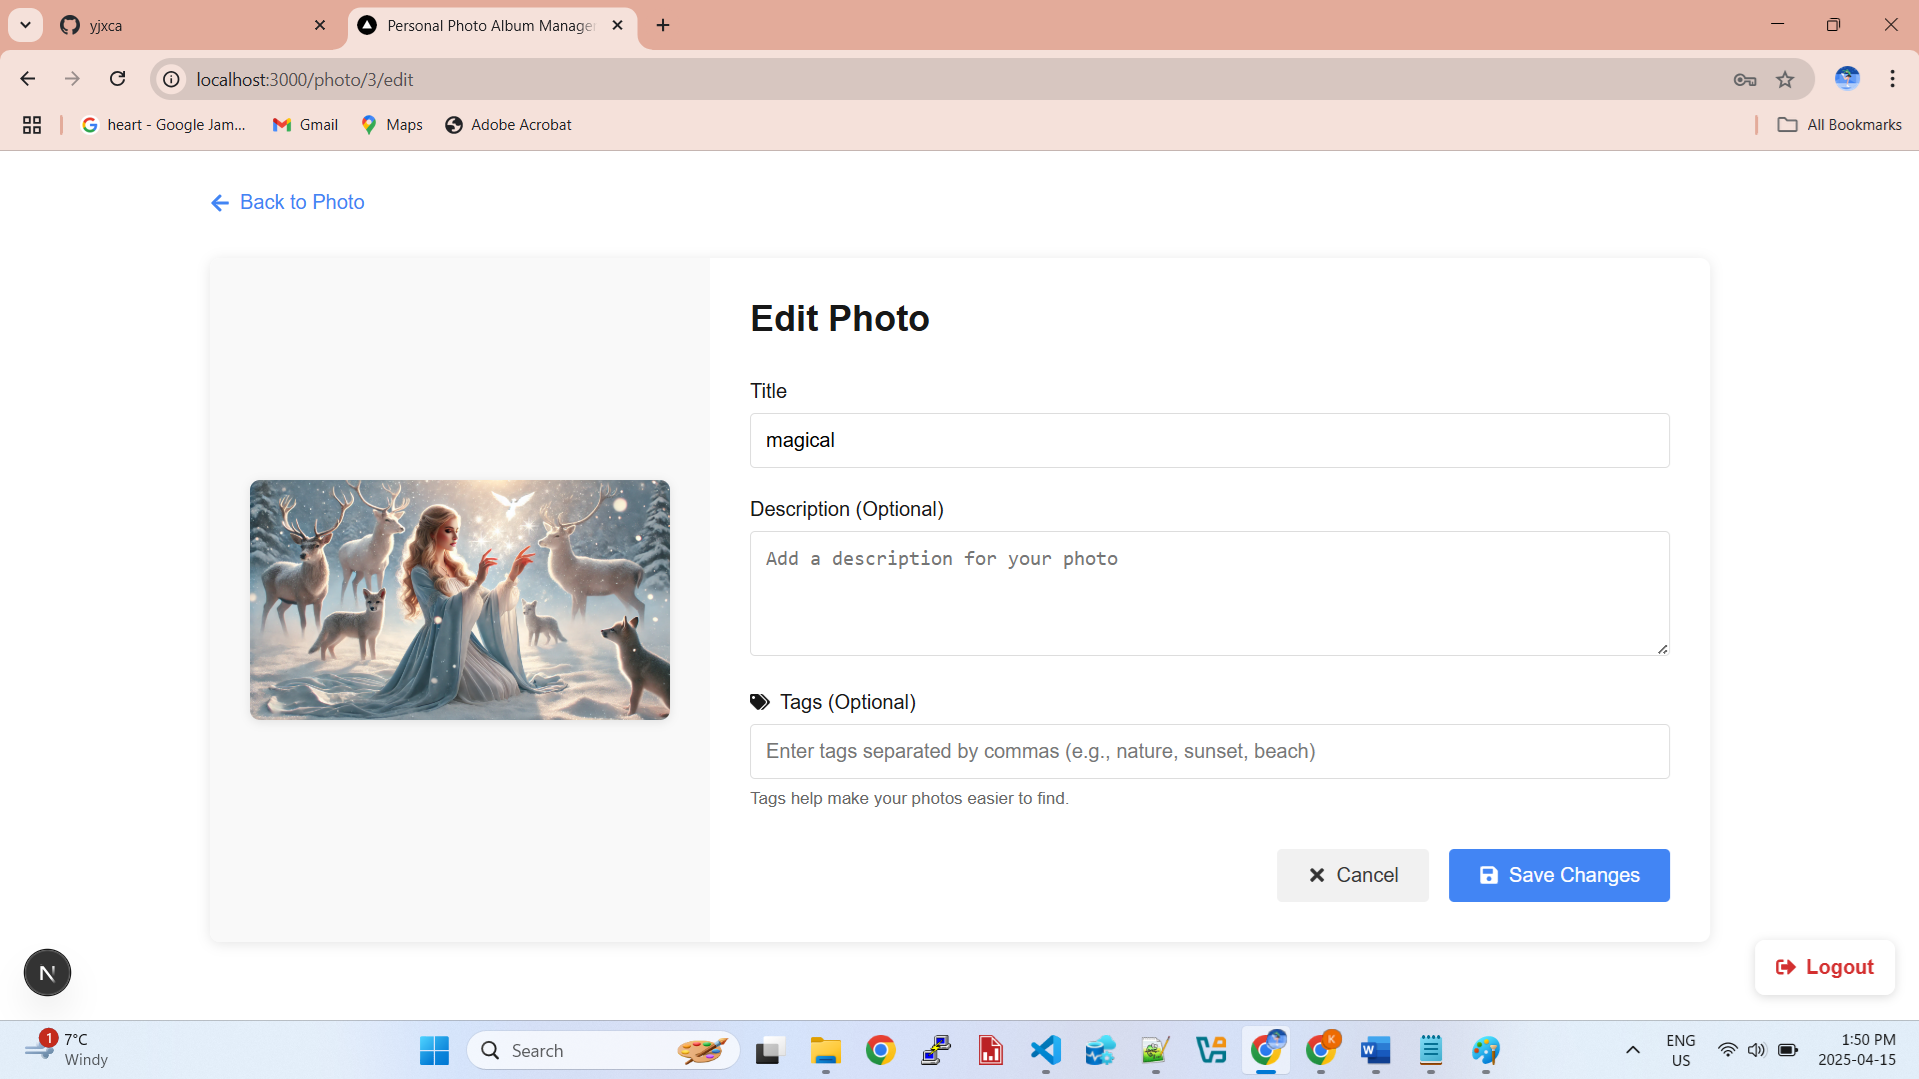 yjxca
Personal Photo Album Manage
localhost:3000/photo/3/edit
heart - Google Jam...
Gmail
Maps
Adobe Acrobat
All Bookmarks
Back to Photo
Edit Photo
Title
magical
Description (Optional)
Add a description for your photo
Tags (Optional)
Enter tags separated by commas (e.g., nature, sunset, beach)
Tags help make your photos easier to find.
Cancel
Save Changes
N
Logout
1
7°C
Windy
Search
K
W
ENG
US
1:50 PM
2025-04-15